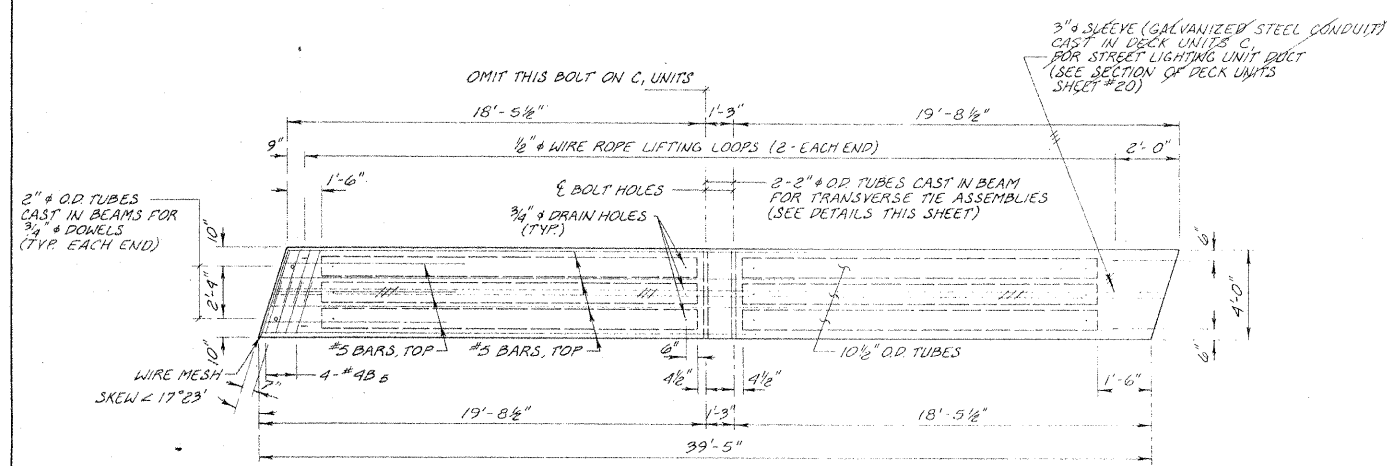 3"ø SLEEVE (GALVANIZED STEEL CONDUIT)
CAST IN DECK UNITS C,
FOR STREET LIGHTING UNIT DUCT
(SEE SECTION OF DECK UNITS
SHEET #20)
OMIT THIS BOLT ON C, UNITS
18'-5½"
1'-3"
19'-8½"
9"
½"ø WIRE ROPE LIFTING LOOPS (2-EACH END)
2'-0"
1'-6"
℄ BOLT HOLES
2-2"ø O.D. TUBES CAST IN BEAM
FOR TRANSVERSE TIE ASSEMBLIES
(SEE DETAILS THIS SHEET)
2"ø O.D. TUBES
CAST IN BEAMS FOR
¾"ø DOWELS
(TYP. EACH END)
¾"ø DRAIN HOLES
(TYP.)
10"
2'-4"
10"
6"
4'-0"
6"
#5 BARS, TOP
#5 BARS, TOP
6"
10½" O.D. TUBES
WIRE MESH
4-#4B5
4½"
4½"
1'-6"
SKEW < 17°23'
7"
19'-8½"
1'-3"
18'-5½"
39'-5"